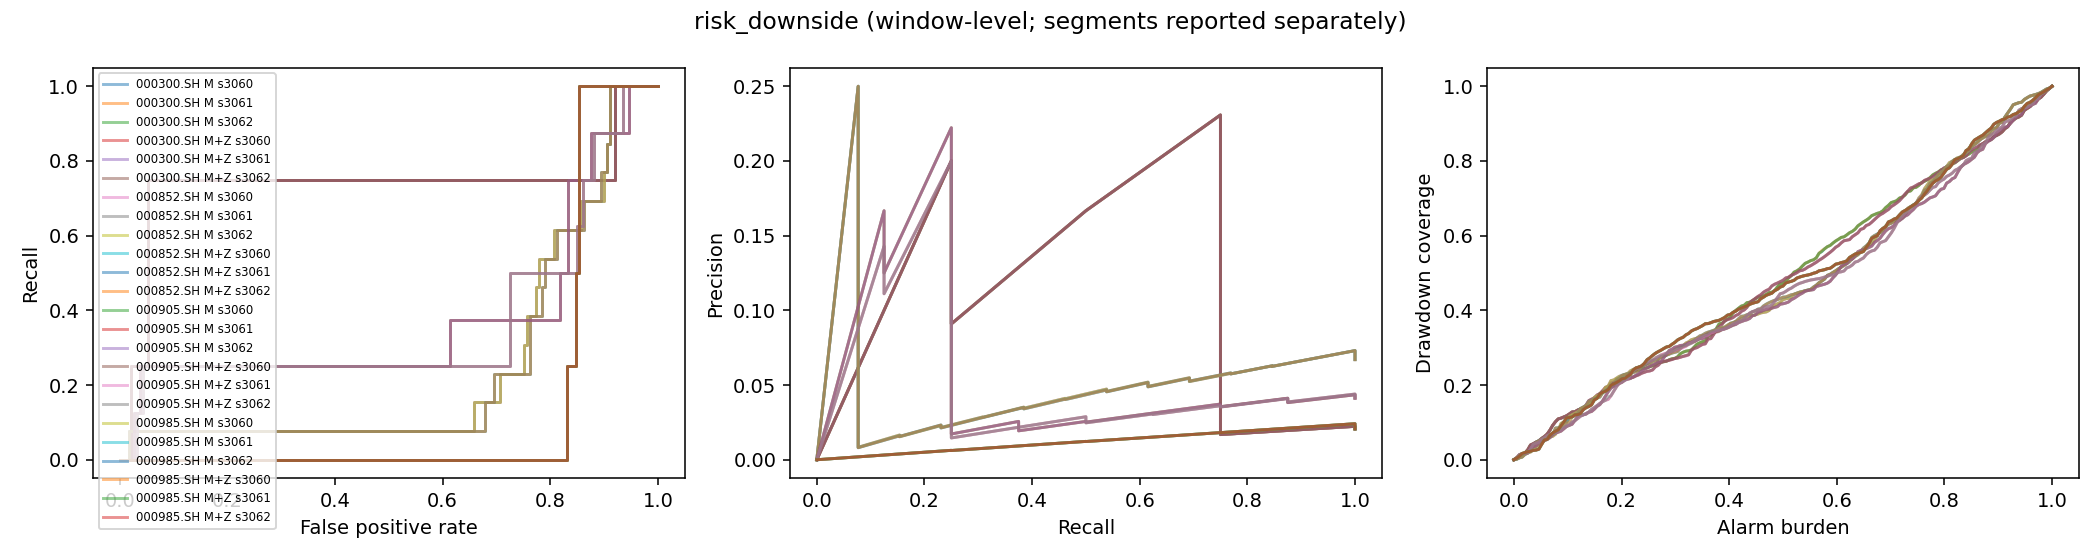 risk_downside (window-level; segments reported separately)
Recall
1.0
0.8
0.6
0.4
0.2
0.0
000300.SH M s3060
000300.SH M s3061
000300.SH M s3062
000300.SH M+Z s3060
000300.SH M+Z s3061
000300.SH M+Z s3062
000852.SH M s3060
000852.SH M s3061
000852.SH M s3062
000852.SH M+Z s3060
000852.SH M+Z s3061
000852.SH M+Z s3062
000905.SH M s3060
000905.SH M s3061
000905.SH M s3062
000905.SH M+Z s3060
000905.SH M+Z s3061
000905.SH M+Z s3062
000985.SH M s3060
000985.SH M s3061
000985.SH M s3062
000985.SH M+Z s3060
000985.SH M+Z s3061
000985.SH M+Z s3062
0.0 0.2 0.4 0.6 0.8 1.0
False positive rate
Precision
0.25
0.20
0.15
0.10
0.05
0.00
0.0 0.2 0.4 0.6 0.8 1.0
Recall
Drawdown coverage
1.0
0.8
0.6
0.4
0.2
0.0
0.0 0.2 0.4 0.6 0.8 1.0
Alarm burden